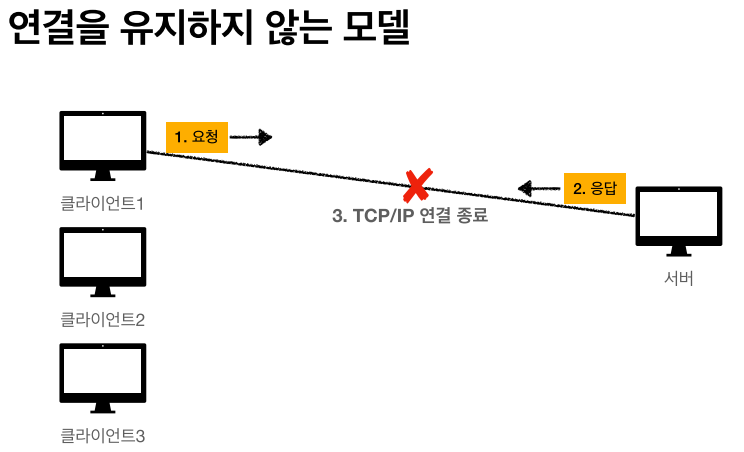 연결을 유지하지 않는 모델
1. 요청
2. 응답
3. TCP/IP 연결 종료
클라이언트1
서버
클라이언트2
클라이언트3